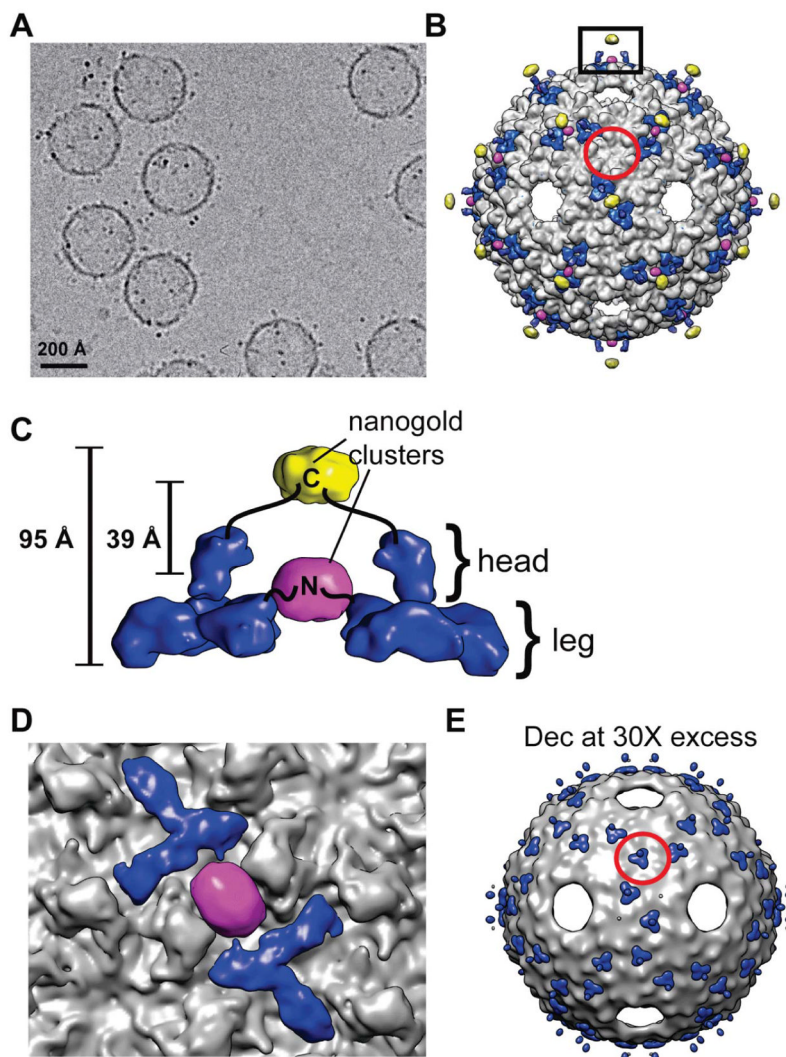 A
200 Å
B
C
nanogold
clusters
C
95 Å
39 Å
N
head
leg
D
E
Dec at 30X excess